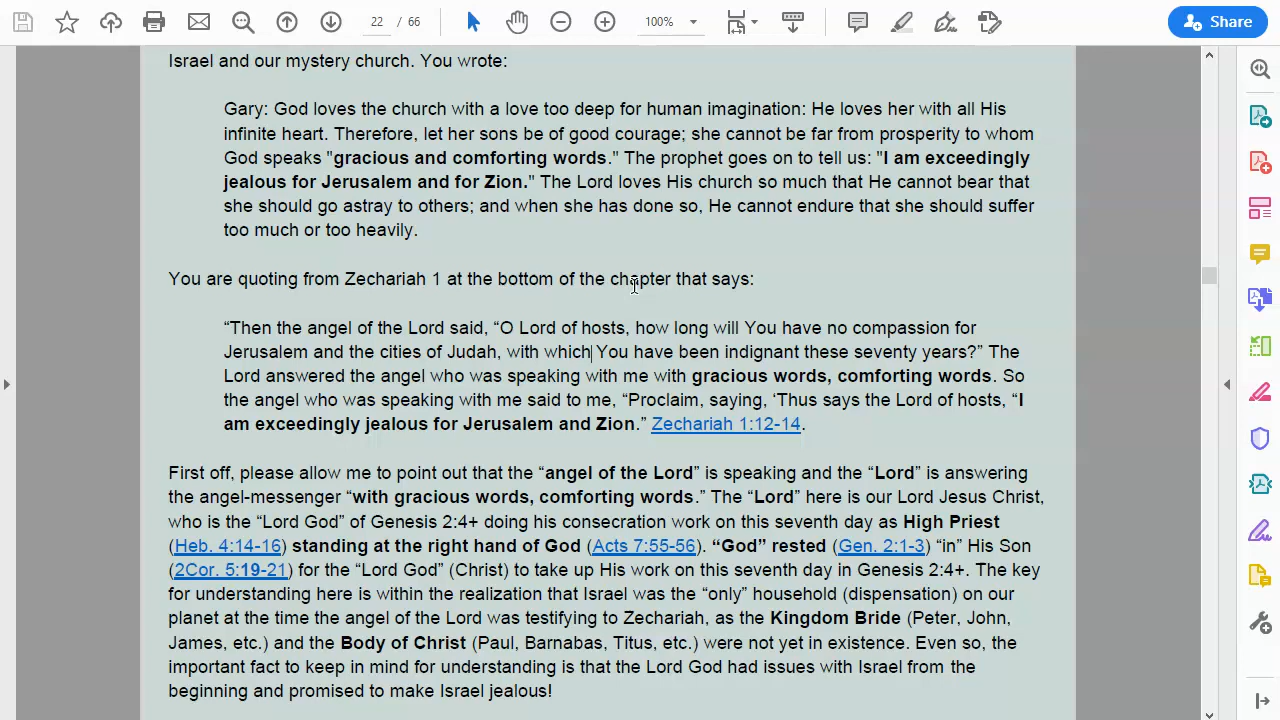 22 / 66
100%
Share
Israel and our mystery church. You wrote:
Gary: God loves the church with a love too deep for human imagination: He loves her with all His
infinite heart. Therefore, let her sons be of good courage; she cannot be far from prosperity to whom
God speaks "gracious and comforting words." The prophet goes on to tell us: "I am exceedingly
jealous for Jerusalem and for Zion." The Lord loves His church so much that He cannot bear that
she should go astray to others; and when she has done so, He cannot endure that she should suffer
too much or too heavily.
You are quoting from Zechariah 1 at the bottom of the chapter that says:
“Then the angel of the Lord said, “O Lord of hosts, how long will You have no compassion for
Jerusalem and the cities of Judah, with which You have been indignant these seventy years?” The
Lord answered the angel who was speaking with me with gracious words, comforting words. So
the angel who was speaking with me said to me, “Proclaim, saying, ‘Thus says the Lord of hosts, “I
am exceedingly jealous for Jerusalem and Zion.” Zechariah 1:12-14.
First off, please allow me to point out that the “angel of the Lord” is speaking and the “Lord” is answering
the angel-messenger “with gracious words, comforting words.” The “Lord” here is our Lord Jesus Christ,
who is the “Lord God” of Genesis 2:4+ doing his consecration work on this seventh day as High Priest
(Heb. 4:14-16) standing at the right hand of God (Acts 7:55-56). “God” rested (Gen. 2:1-3) “in” His Son
(2Cor. 5:19-21) for the “Lord God” (Christ) to take up His work on this seventh day in Genesis 2:4+. The key
for understanding here is within the realization that Israel was the “only” household (dispensation) on our
planet at the time the angel of the Lord was testifying to Zechariah, as the Kingdom Bride (Peter, John,
James, etc.) and the Body of Christ (Paul, Barnabas, Titus, etc.) were not yet in existence. Even so, the
important fact to keep in mind for understanding is that the Lord God had issues with Israel from the
beginning and promised to make Israel jealous!